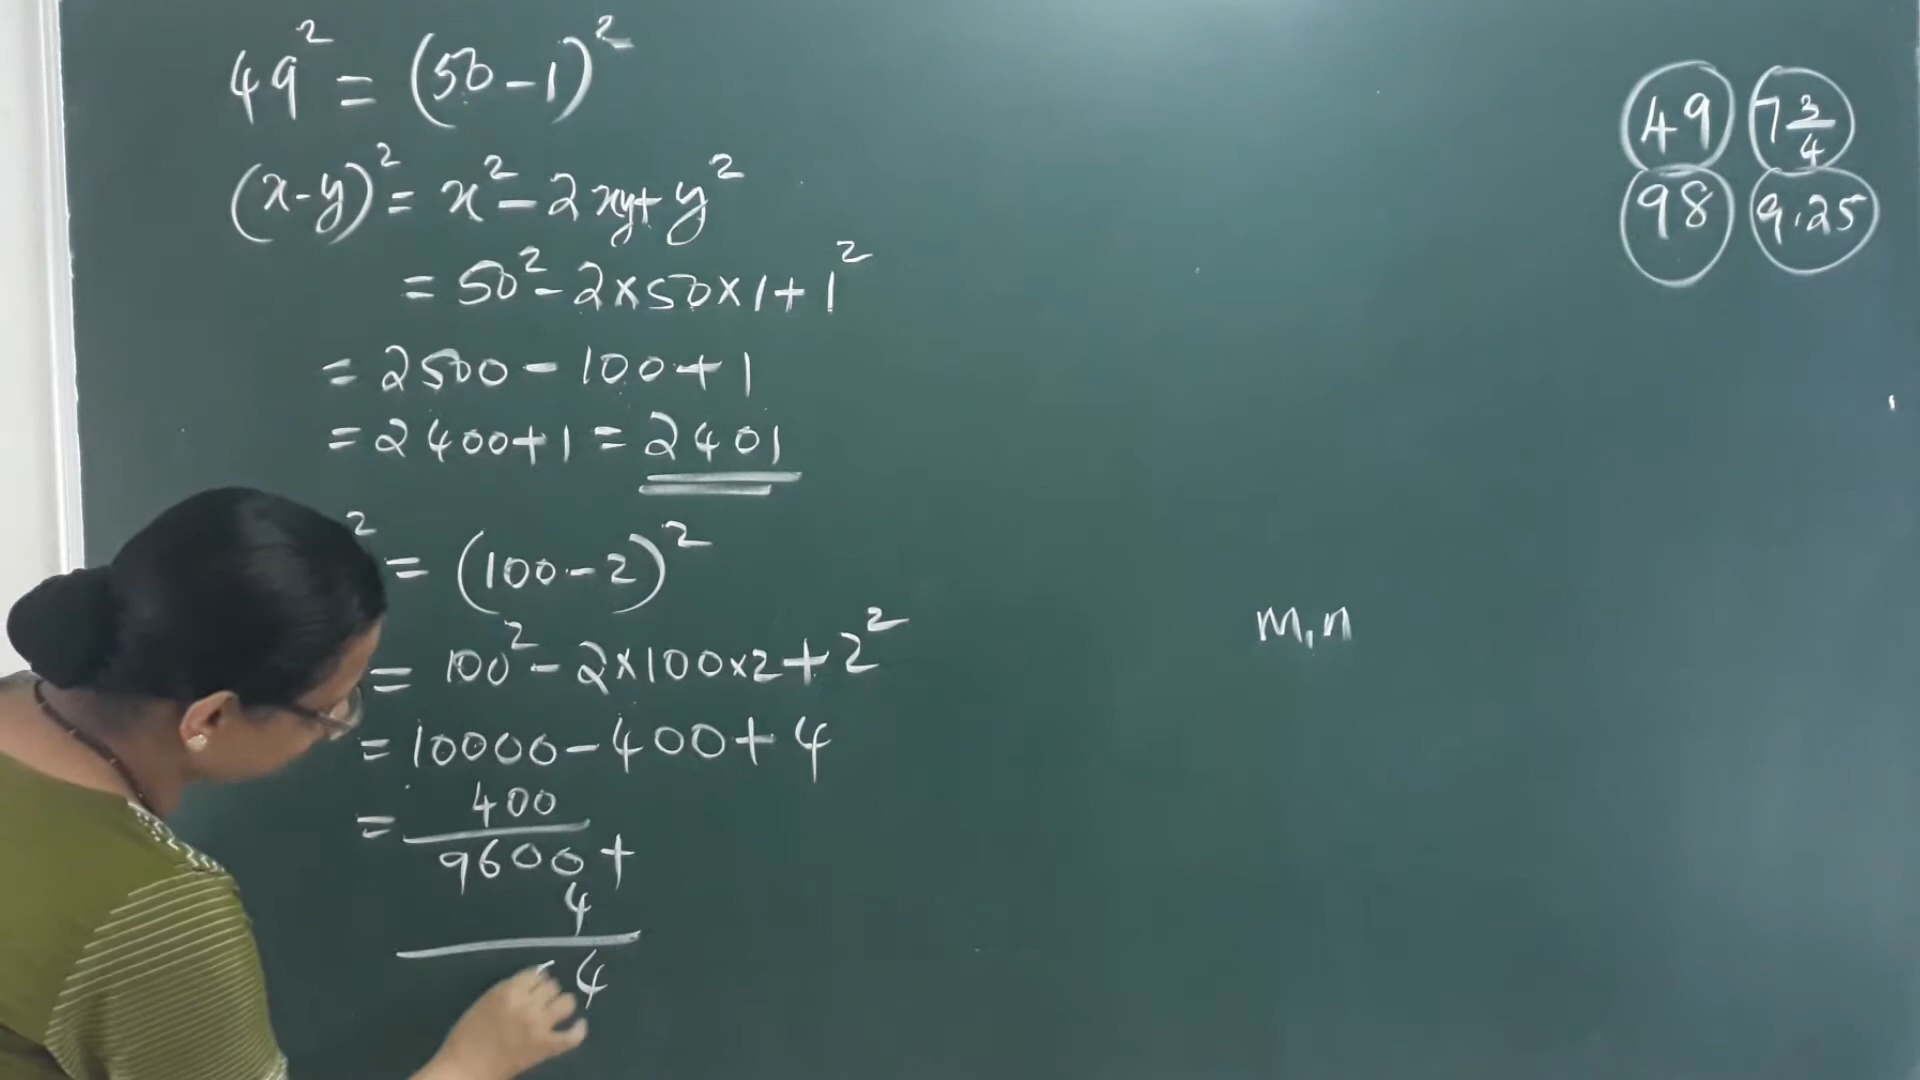 49² = (50-1)²
(x-y)² = x² - 2xy + y²
= 50² - 2×50×1 + 1²
= 2500 - 100 + 1
= 2400 + 1 = 2401
² = (100-2)²
= 100² - 2×100×2 + 2²
= 10000 - 400 + 4
= 400
9600 +
4
4
49
7 3/4
98
9.25
m, n